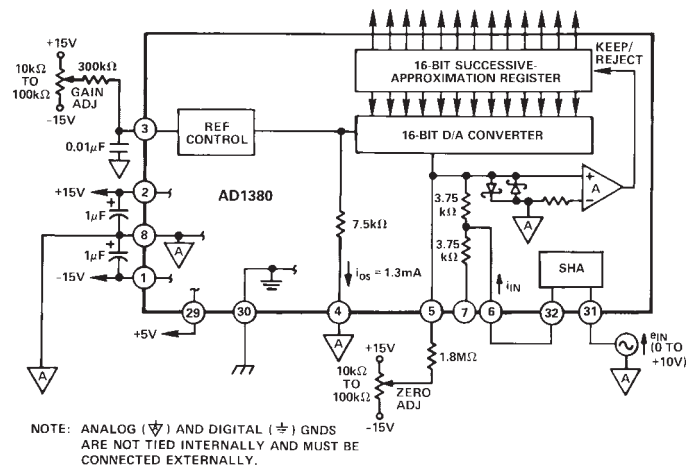 +15V
10kΩ
TO
100kΩ
300kΩ
GAIN
ADJ
-15V
0.01µF
3
REF
CONTROL
16-BIT SUCCESSIVE-
APPROXIMATION REGISTER
KEEP/
REJECT
16-BIT D/A CONVERTER
AD1380
+15V
2
1µF
+
8
A
1µF
+
-15V
1
7.5kΩ
iOS = 1.3mA
3.75
kΩ
3.75
kΩ
+
A
-
A
iIN
SHA
+5V
29
30
4
5
7
6
32
31
A
A
+15V
10kΩ
TO
100kΩ
1.8MΩ
ZERO
ADJ
-15V
eIN
(0 TO
+10V)
A
NOTE: ANALOG (A) AND DIGITAL (⏚) GNDS
ARE NOT TIED INTERNALLY AND MUST BE
CONNECTED EXTERNALLY.